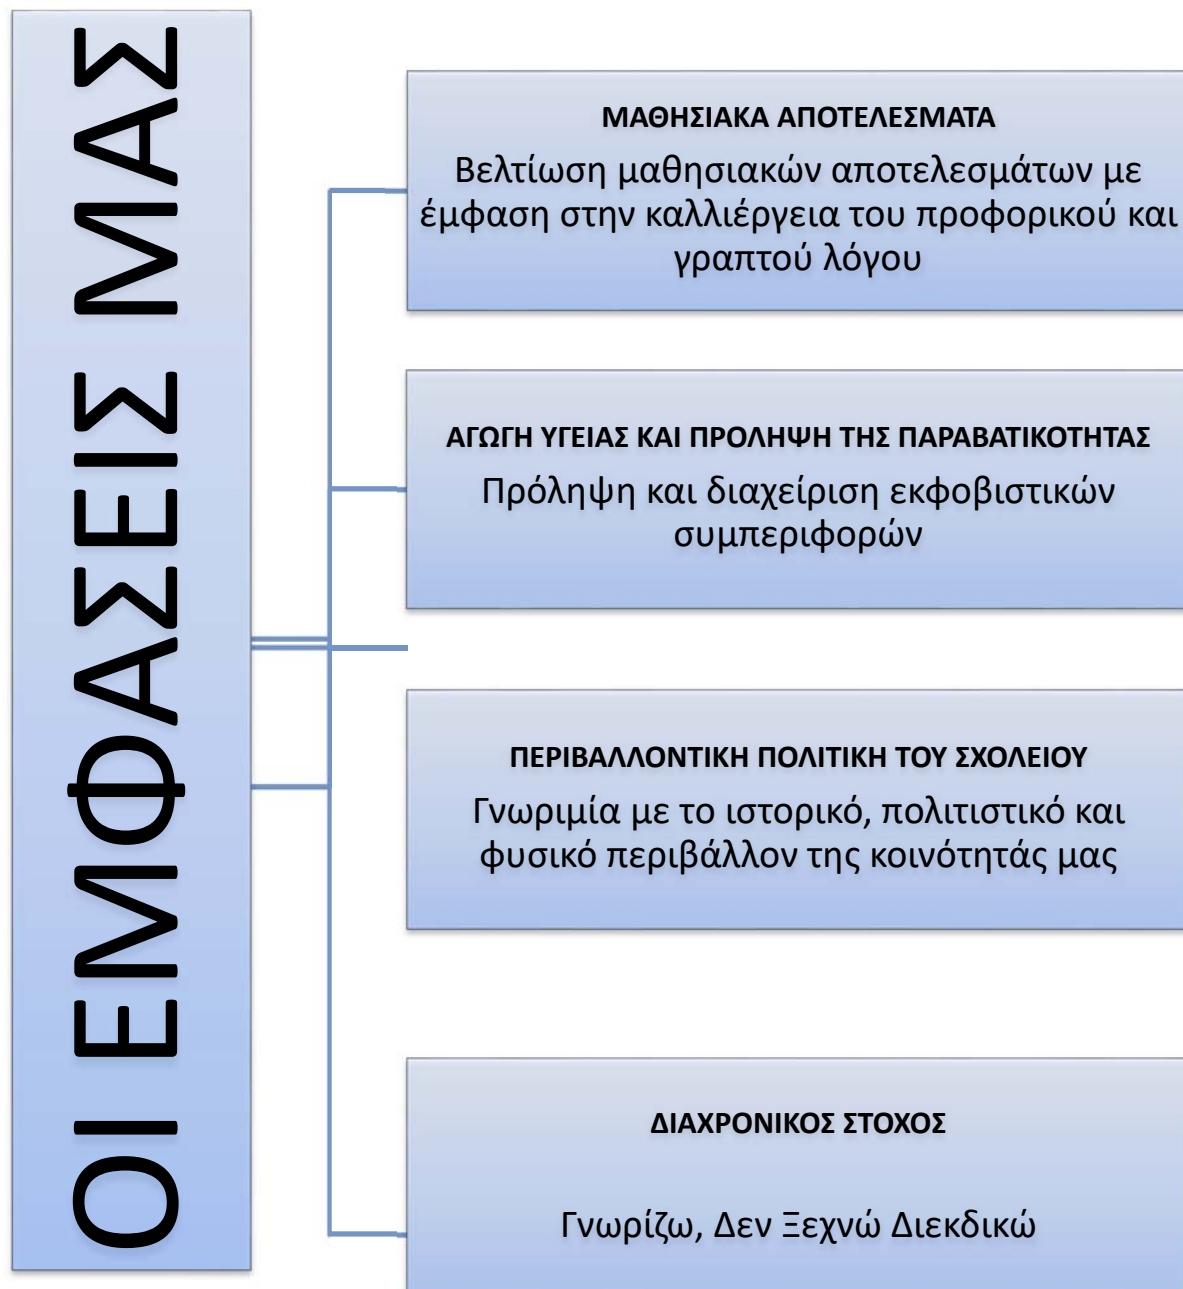 ΟΙ ΕΜΦΑΣΕΙΣ ΜΑΣ
ΜΑΘΗΣΙΑΚΑ ΑΠΟΤΕΛΕΣΜΑΤΑ
Βελτίωση μαθησιακών αποτελεσμάτων με
έμφαση στην καλλιέργεια του προφορικού και
γραπτού λόγου
ΑΓΩΓΗ ΥΓΕΙΑΣ ΚΑΙ ΠΡΟΛΗΨΗ ΤΗΣ ΠΑΡΑΒΑΤΙΚΟΤΗΤΑΣ
Πρόληψη και διαχείριση εκφοβιστικών
συμπεριφορών
ΠΕΡΙΒΑΛΛΟΝΤΙΚΗ ΠΟΛΙΤΙΚΗ ΤΟΥ ΣΧΟΛΕΙΟΥ
Γνωριμία με το ιστορικό, πολιτιστικό και
φυσικό περιβάλλον της κοινότητάς μας
ΔΙΑΧΡΟΝΙΚΟΣ ΣΤΟΧΟΣ
Γνωρίζω, Δεν Ξεχνώ Διεκδικώ